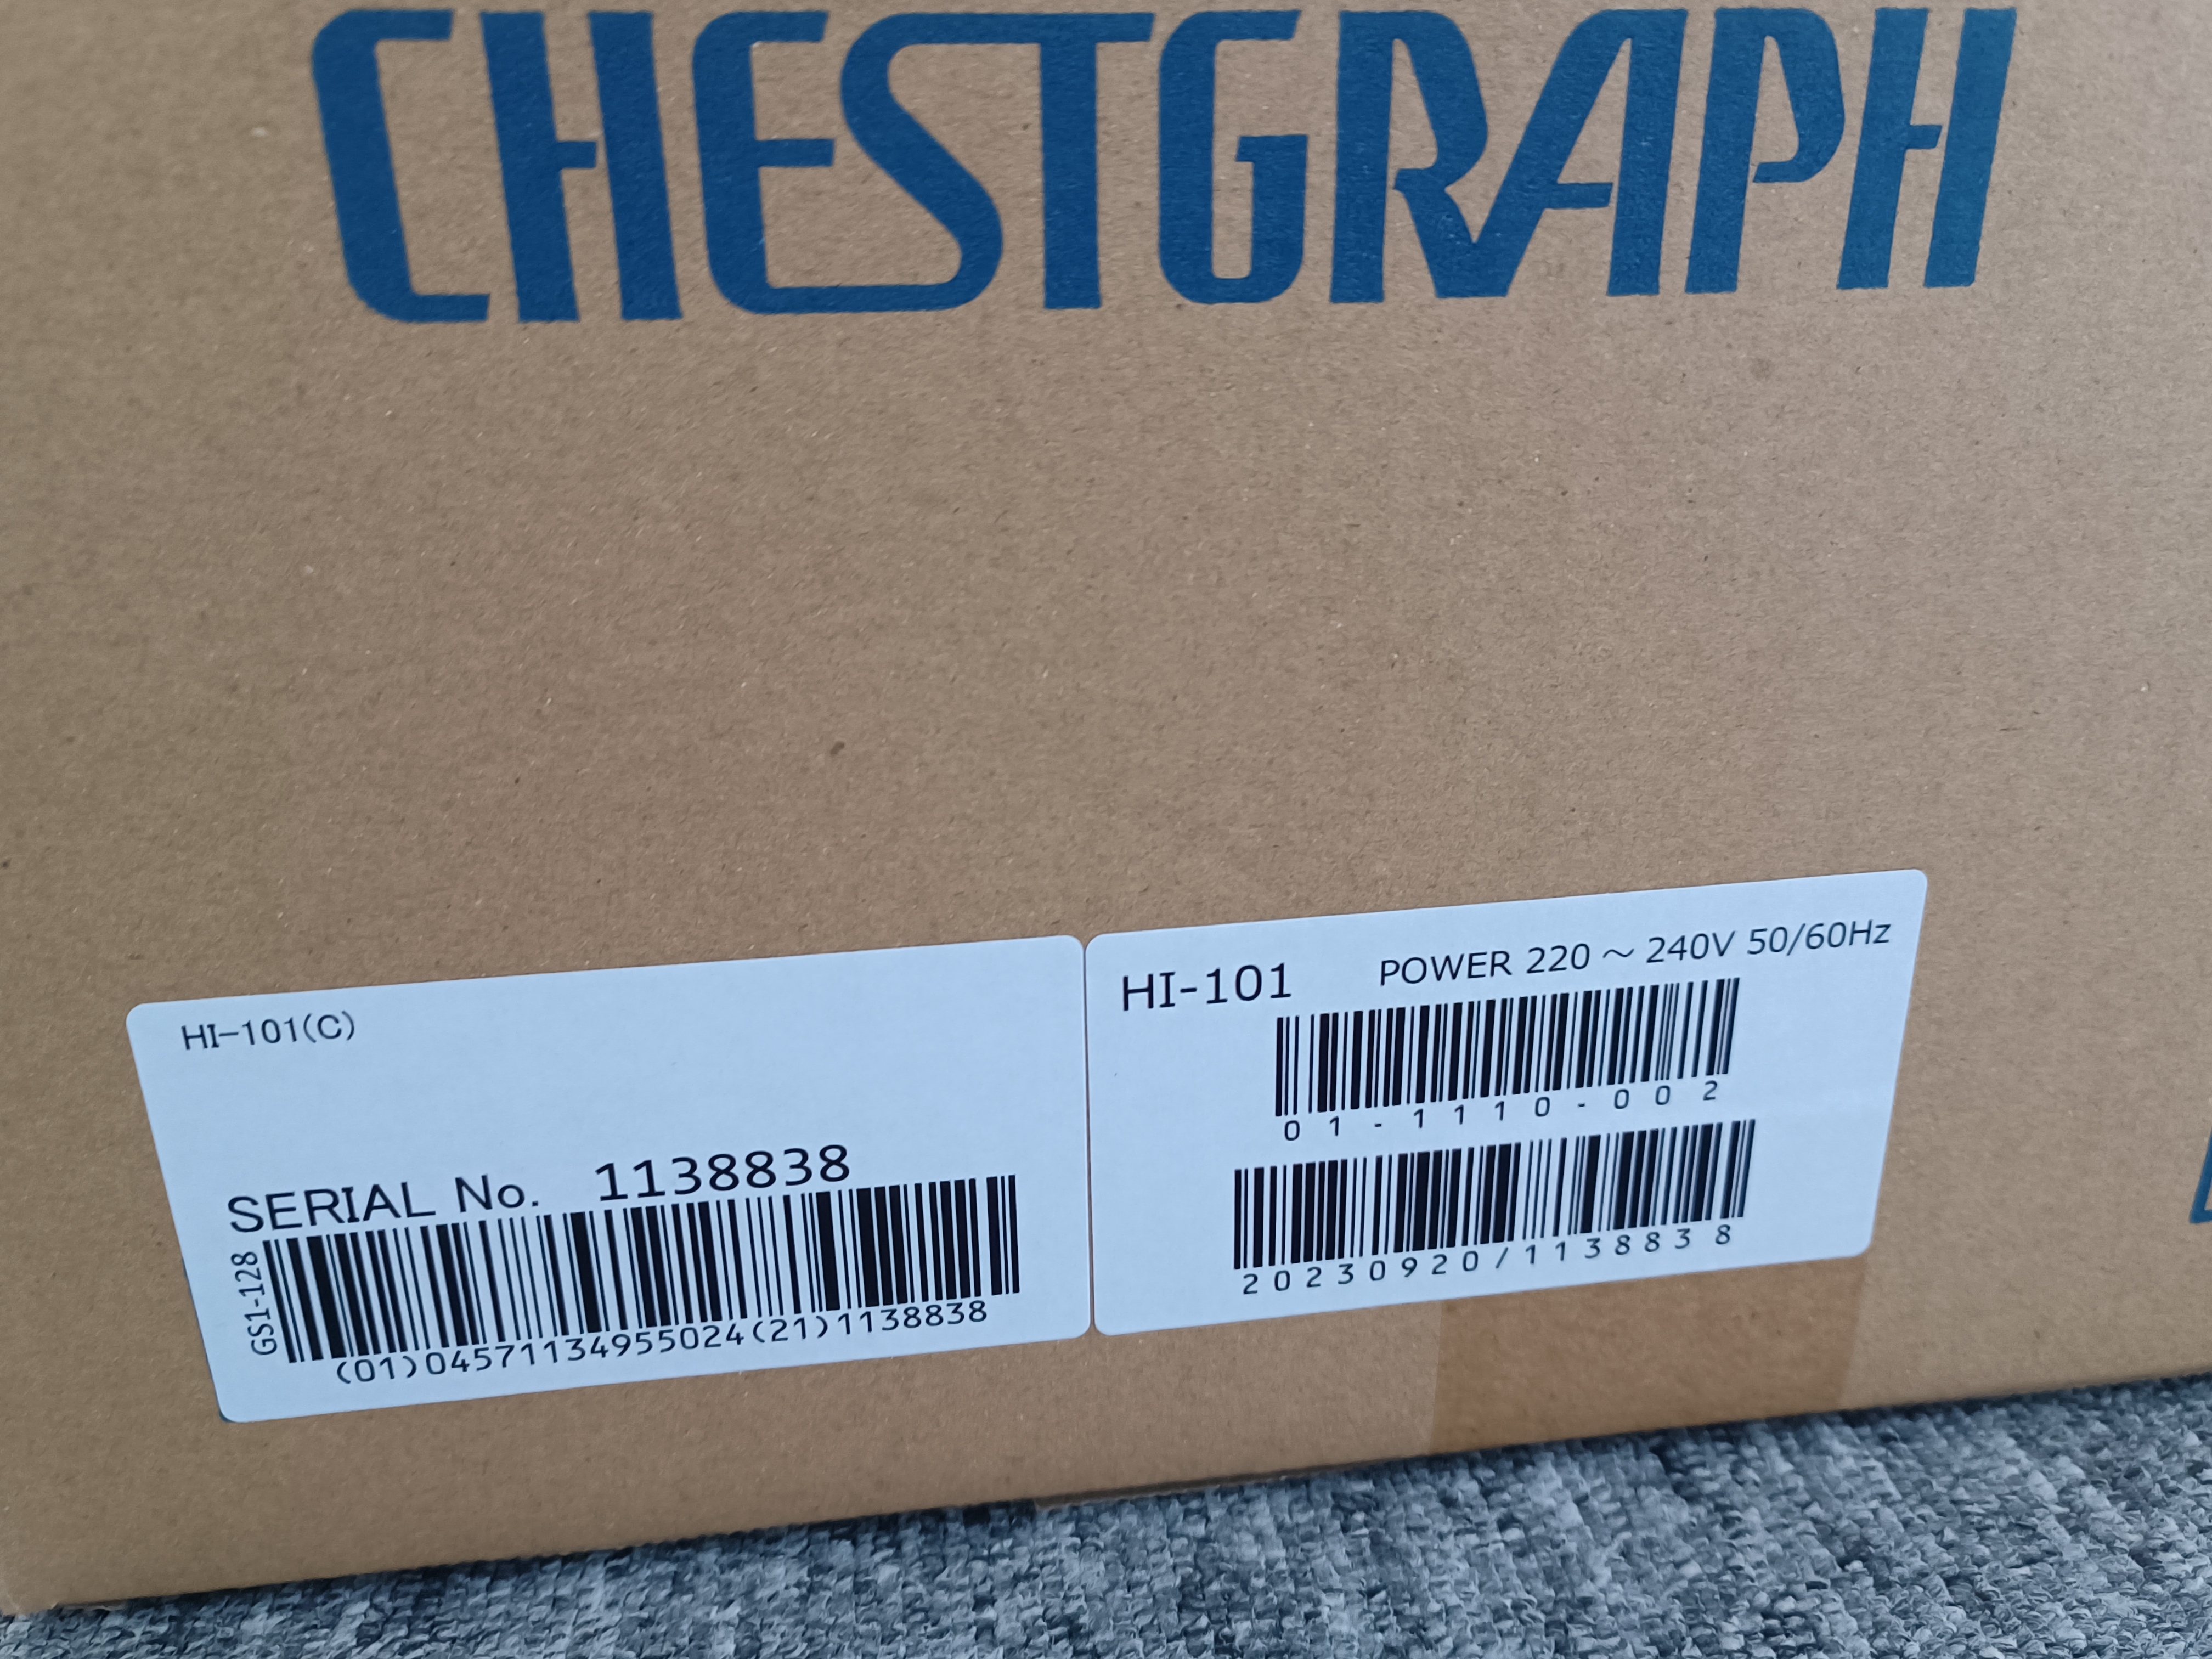 CHESTGRAPH
HI-101(C)
SERIAL No. 1138838
GS1-128
(01)04571134955024(21)1138838
HI-101 POWER 220 ~ 240V 50/60Hz
01-1110-002
20230920/1138838